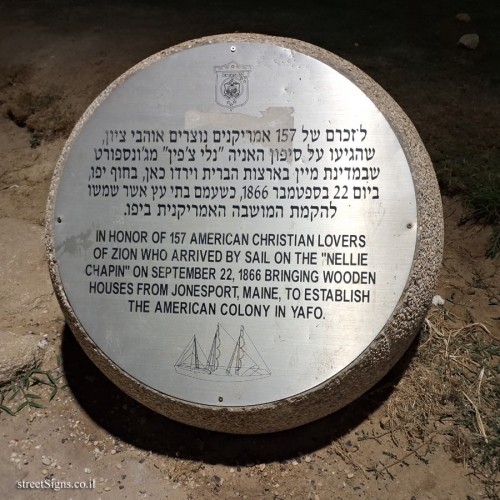 לזכרם של 157 אמריקנים נוצרים אוהבי ציון,
שהגיעו על סיפון האניה "נלי צ'פין" מג'ונספורט
שבמדינת מיין בארצות הברית וירדו כאן, בחוף יפו,
ביום 22 בספטמבר 1866, כשעמם בתי עץ אשר שמשו
להקמת המושבה האמריקנית ביפו.
IN HONOR OF 157 AMERICAN CHRISTIAN LOVERS
OF ZION WHO ARRIVED BY SAIL ON THE "NELLIE
CHAPIN" ON SEPTEMBER 22, 1866 BRINGING WOODEN
HOUSES FROM JONESPORT, MAINE, TO ESTABLISH
THE AMERICAN COLONY IN YAFO.
streetSigns.co.il